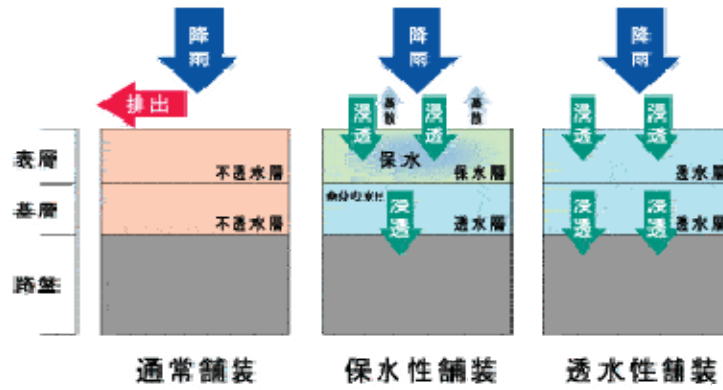 降雨
降雨
降雨
排出
浸透
蒸散
浸透
蒸散
浸透
浸透
表層
不透水層
保水
保水層
透水層
基層
不透水層
浸透
透水層
浸透
浸透
透水層
路盤
通常舗装
保水性舗装
透水性舗装